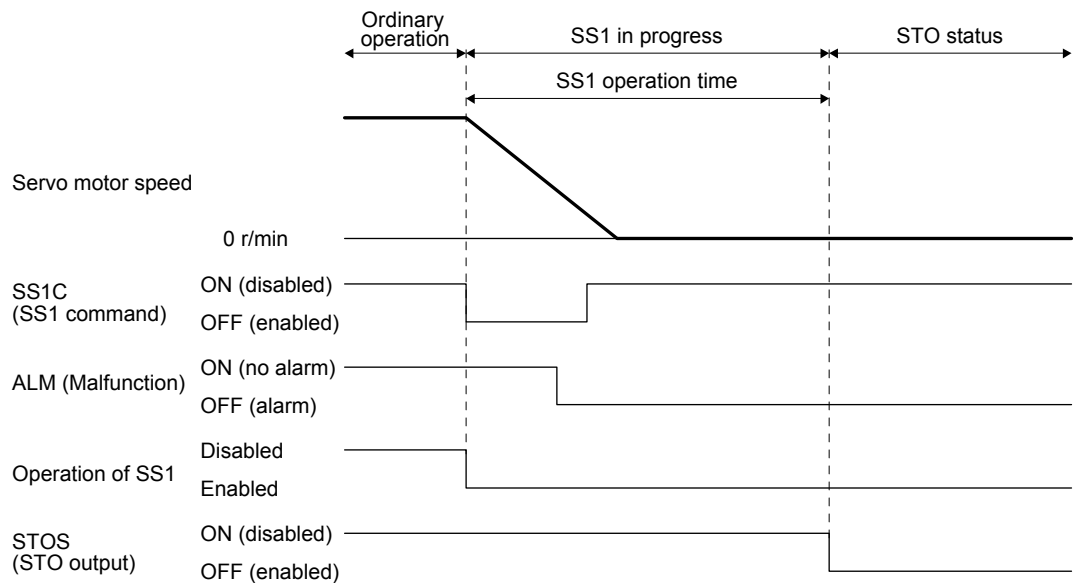 Ordinary
operation
SS1 in progress
STO status
SS1 operation time
Servo motor speed
0 r/min
SS1C
(SS1 command)
ON (disabled)
OFF (enabled)
ALM (Malfunction)
ON (no alarm)
OFF (alarm)
Operation of SS1
Disabled
Enabled
STOS
(STO output)
ON (disabled)
OFF (enabled)